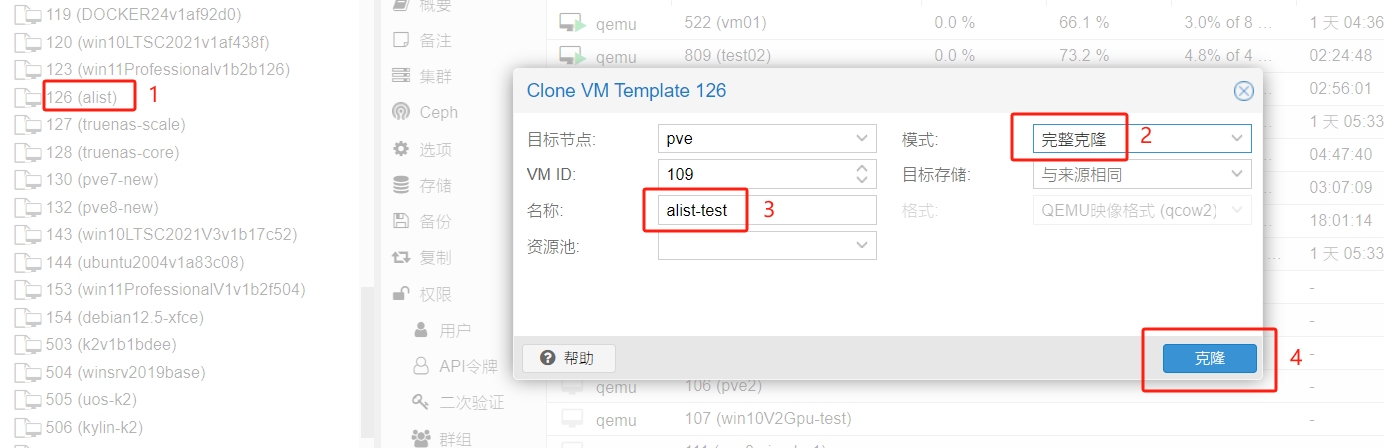 119 (DOCKER24v1af92d0)
120 (win10LTSC2021v1af438f)
123 (win11Professionalv1b2b126)
126 (alist)
1
127 (truenas-scale)
128 (truenas-core)
130 (pve7-new)
132 (pve8-new)
143 (win10LTSC2021V3v1b17c52)
144 (ubuntu2004v1a83c08)
153 (win11ProfessionalV1v1b2f504)
154 (debian12.5-xfce)
503 (k2v1b1bdee)
504 (winsrv2019base)
505 (uos-k2)
506 (kylin-k2)
概要
备注
集群
Ceph
选项
存储
备份
复制
权限
用户
API令牌
二次验证
群组
qemu 522 (vm01) 0.0 % 66.1 % 3.0% of 8 ... 1 天 04:36
qemu 809 (test02) 0.0 % 73.2 % 4.8% of 4 ... 02:24:48
02:56:01
1 天 05:33
04:47:40
03:07:09
18:01:14
1 天 05:33
-
-
-
Clone VM Template 126
目标节点: pve 模式: 完整克隆 2
VM ID: 109 目标存储: 与来源相同
名称: alist-test 3 格式: QEMU映像格式 (qcow2)
资源池:
帮助 克隆 4
qemu 106 (pve2) -
qemu 107 (win10V2Gpu-test) -